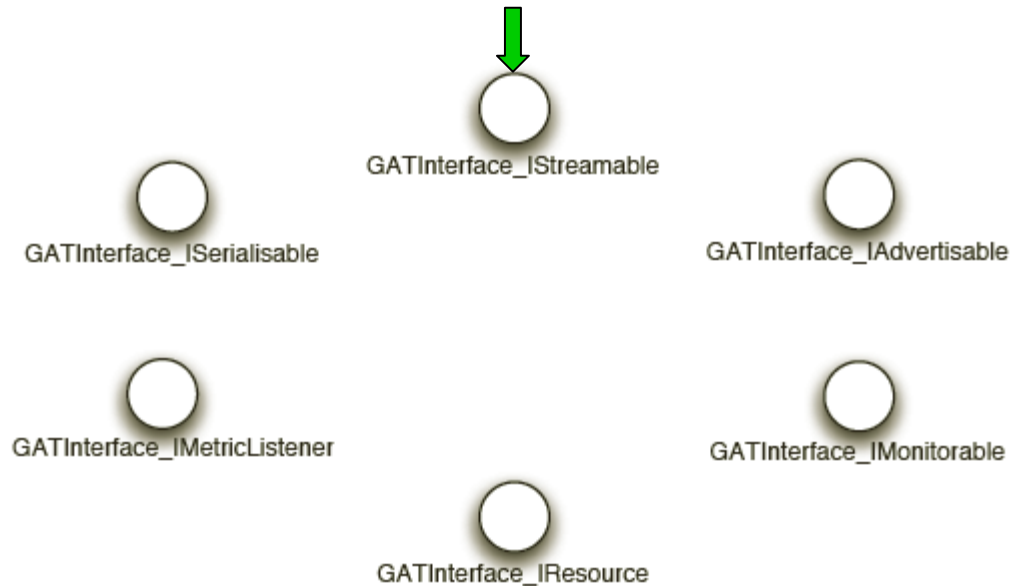 GATInterface_IStreamable
GATInterface_ISerialisable
GATInterface_IAdvertisable
GATInterface_IMetricListener
GATInterface_IMonitorable
GATInterface_IResource